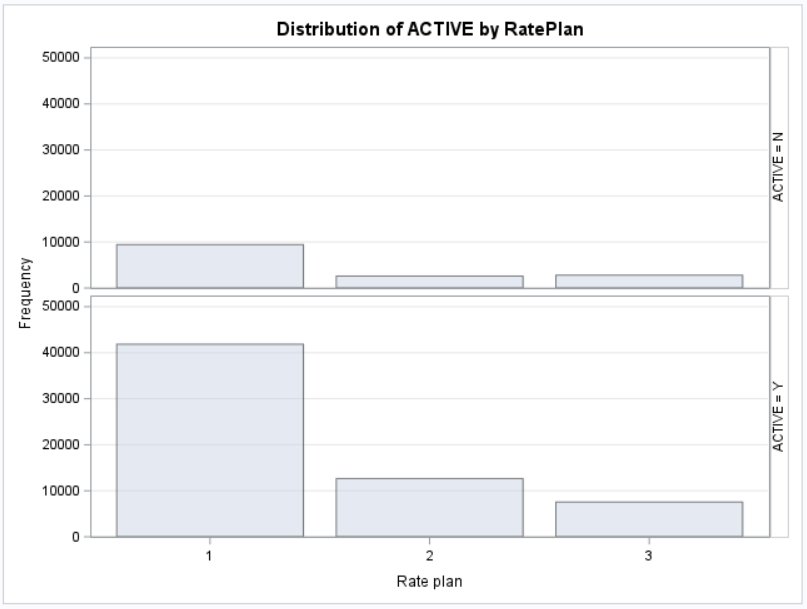 Distribution of ACTIVE by RatePlan
Frequency
50000
40000
30000
20000
10000
0
ACTIVE = N
50000
40000
30000
20000
10000
0
ACTIVE = Y
1 2 3
Rate plan